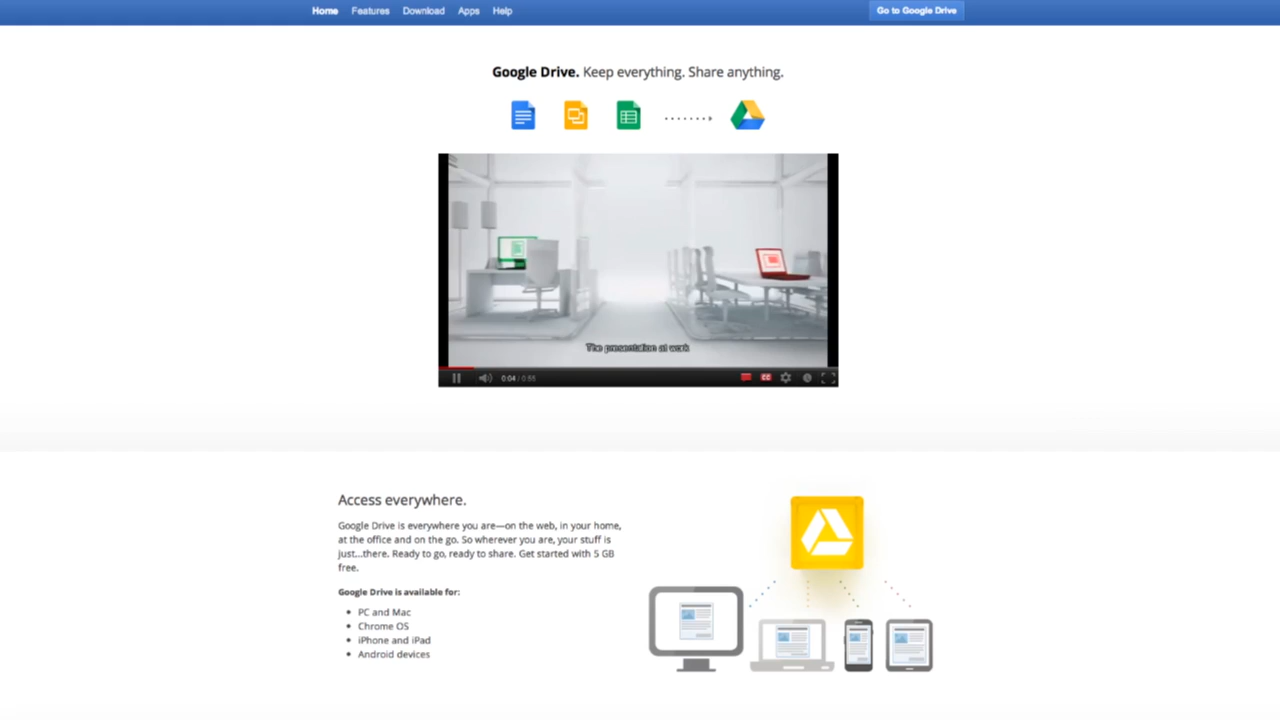 Home Features Download Apps Help Go to Google Drive
Google Drive. Keep everything. Share anything.
The presentation at work
0:04 / 0:55
CC
Access everywhere.
Google Drive is everywhere you are—on the web, in your home,
at the office and on the go. So wherever you are, your stuff is
just...there. Ready to go, ready to share. Get started with 5 GB
free.
Google Drive is available for:
• PC and Mac
• Chrome OS
• iPhone and iPad
• Android devices